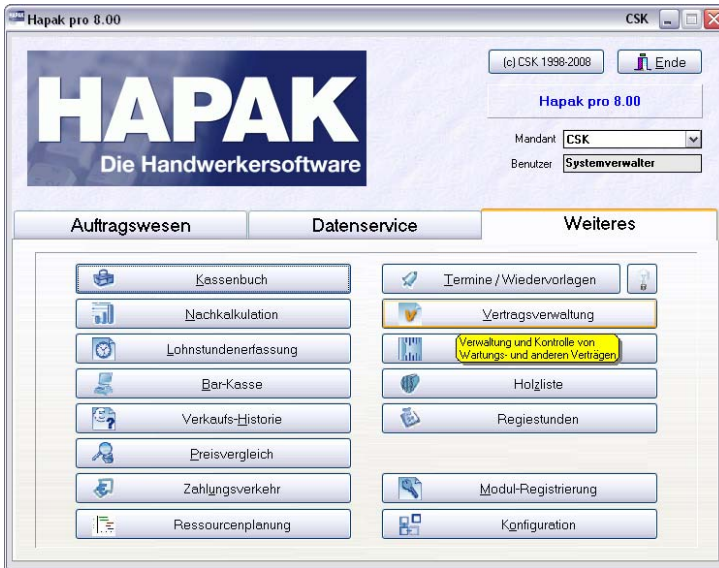 Hapak pro 8.00
CSK
HAPAK
HAPAK
Die Handwerkersoftware
(c) CSK 1998-2008
Ende
Hapak pro 8.00
Mandant CSK
Benutzer Systemverwalter
Auftragswesen
Datenservice
Weiteres
Kassenbuch
Termine / Wiedervorlagen
Nachkalkulation
Vertragsverwaltung
Lohnstundenerfassung
Verwaltung und Kontrolle von
Wartungs- und anderen Verträgen
Bar-Kasse
Holzliste
Verkaufs-Historie
Regiestunden
Preisvergleich
Zahlungsverkehr
Modul-Registrierung
Ressourcenplanung
Konfiguration